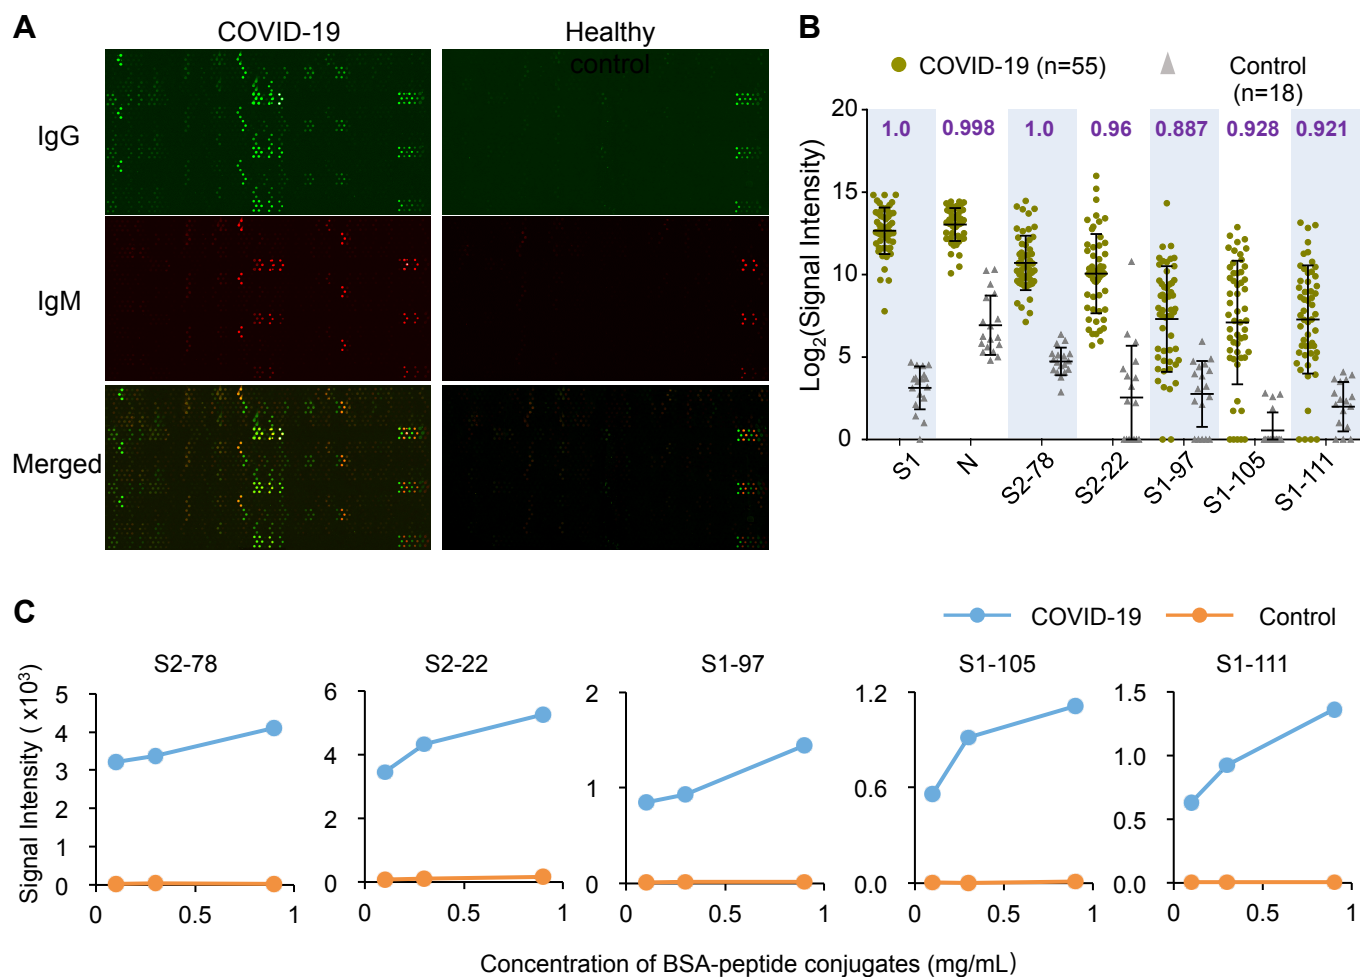 A
COVID-19
Healthy
control
IgG
IgM
Merged
B
COVID-19 (n=55)
Control
(n=18)
Log2(Signal Intensity)
20
15
10
5
0
1.0 0.998 1.0 0.96 0.887 0.928 0.921
S1 N S2-78 S2-22 S1-97 S1-105 S1-111
C
COVID-19 Control
Signal Intensity ( x10³)
S2-78
5
4
3
2
1
0
0 0.5 1
S2-22
6
4
2
0
0 0.5 1
S1-97
2
1
0
0 0.5 1
S1-105
1.2
0.6
0.0
0 0.5 1
S1-111
1.5
1.0
0.5
0.0
0 0.5 1
Concentration of BSA-peptide conjugates (mg/mL)